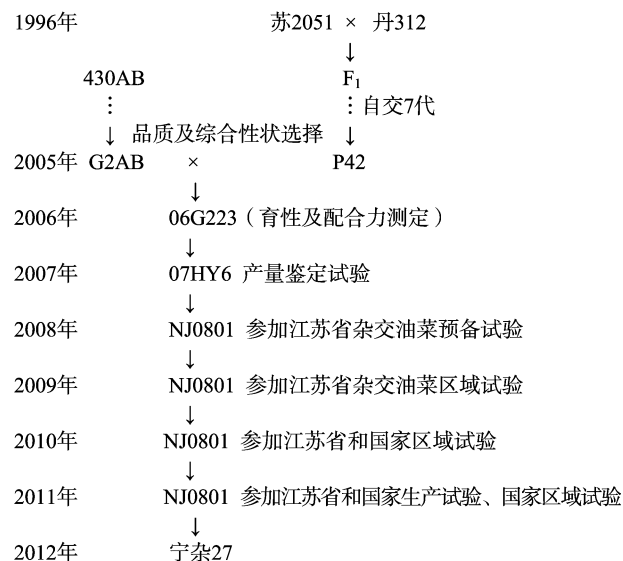 1996年 苏2051 × 丹312
↓
430AB F₁
⋮ ⋮ 自交7代
↓ 品质及综合性状选择 ↓
2005年 G2AB × P42
↓
2006年 06G223（育性及配合力测定）
↓
2007年 07HY6 产量鉴定试验
↓
2008年 NJ0801 参加江苏省杂交油菜预备试验
↓
2009年 NJ0801 参加江苏省杂交油菜区域试验
↓
2010年 NJ0801 参加江苏省和国家区域试验
↓
2011年 NJ0801 参加江苏省和国家生产试验、国家区域试验
↓
2012年 宁杂27